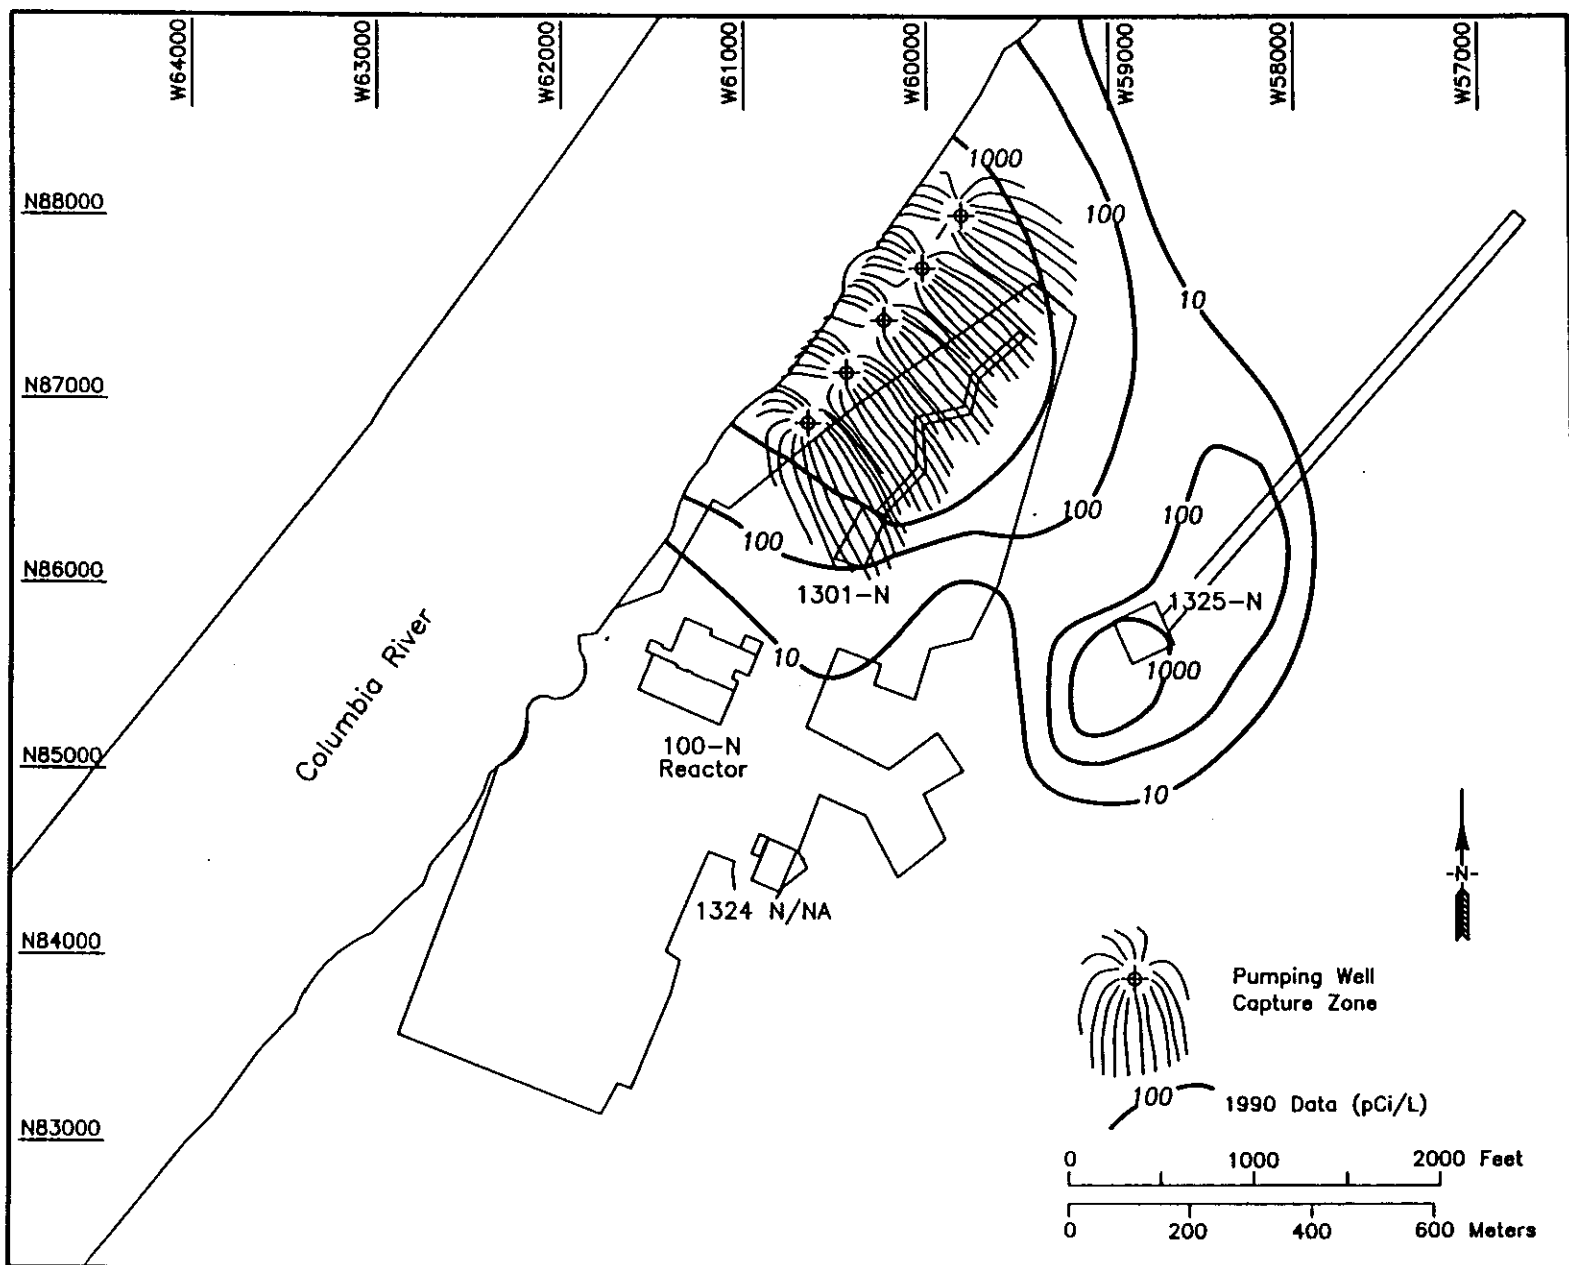 W64000
W63000
W62000
W61000
W60000
W59000
W58000
W57000
N88000
N87000
N86000
N85000
N84000
N83000
1000
100
10
100
100
100
10
1000
10
1301-N
1325-N
Columbia River
100-N
Reactor
1324 N/NA
-N-
Pumping Well
Capture Zone
100
1990 Data (pCi/L)
0 1000 2000 Feet
0 200 400 600 Meters